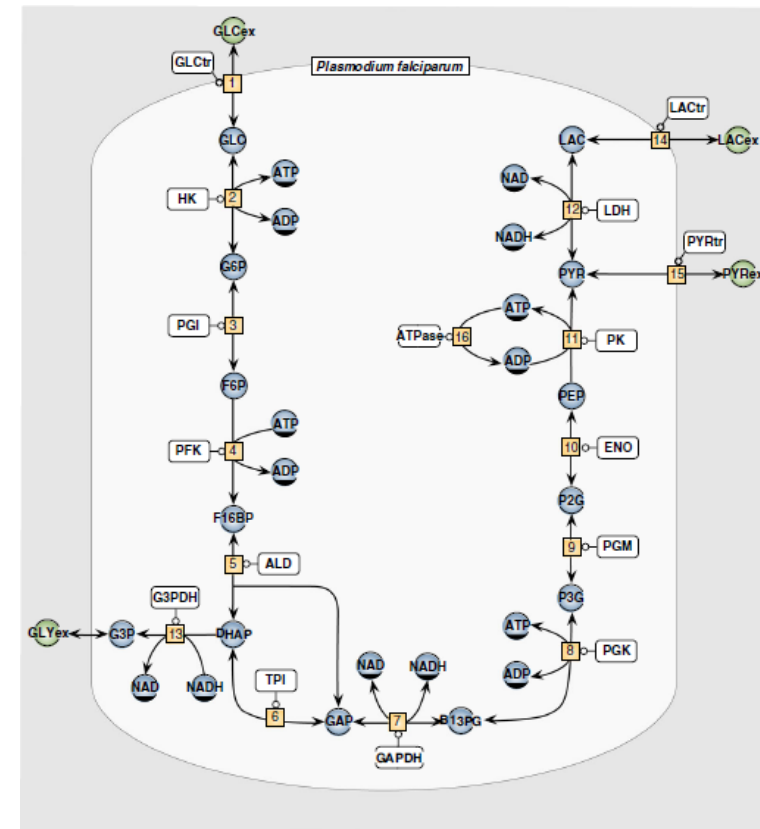 GLCex
GLCtr
1
Plasmodium falciparum
LACtr
GLC
LAC
14
LACex
ATP
NAD
HK
2
12
LDH
ADP
NADH
PYRtr
G6P
PYR
15
PYRex
PGI
3
ATP
ATPase
16
11
PK
ADP
F6P
PEP
ATP
PFK
4
10
ENO
ADP
P2G
F16BP
9
PGM
5
ALD
G3PDH
P3G
GLYex
G3P
13
DHAP
ATP
8
PGK
NAD
NADH
TPI
NAD
NADH
ADP
6
GAP
7
B13PG
GAPDH